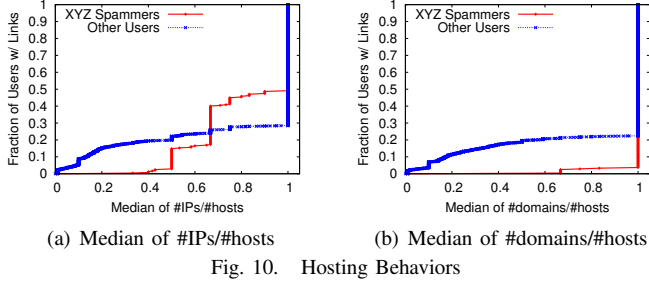 Fraction of Users w/ Links
1
0.9
0.8
0.7
0.6
0.5
0.4
0.3
0.2
0.1
0
XYZ Spammers
Other Users
0 0.2 0.4 0.6 0.8 1
Median of #IPs/#hosts
(a) Median of #IPs/#hosts
Fraction of Users w/ Links
1
0.9
0.8
0.7
0.6
0.5
0.4
0.3
0.2
0.1
0
XYZ Spammers
Other Users
0 0.2 0.4 0.6 0.8 1
Median of #domains/#hosts
(b) Median of #domains/#hosts
Fig. 10. Hosting Behaviors